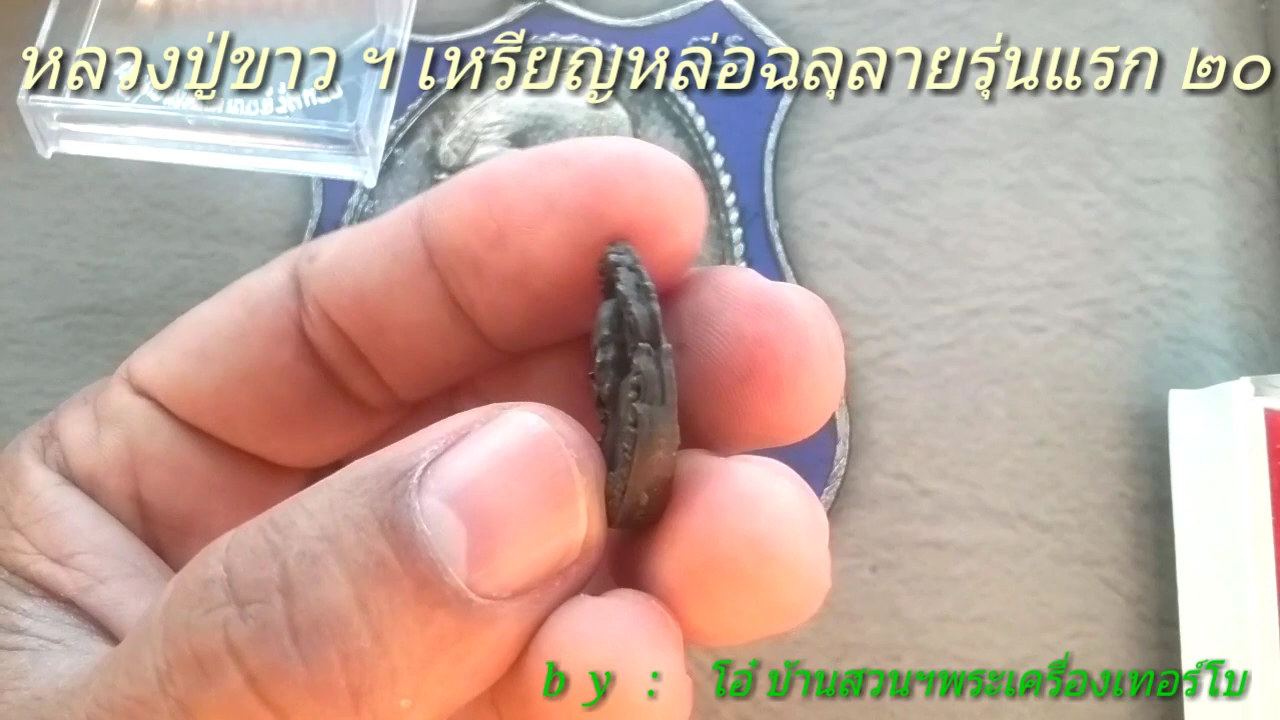 หลวงปู่ขาว ฯ เหรียญหล่อฉลุลายรุ่นแรก ๒๐
by : โอ๋ บ้านสวนฯพระเครื่องเทอร์โบ